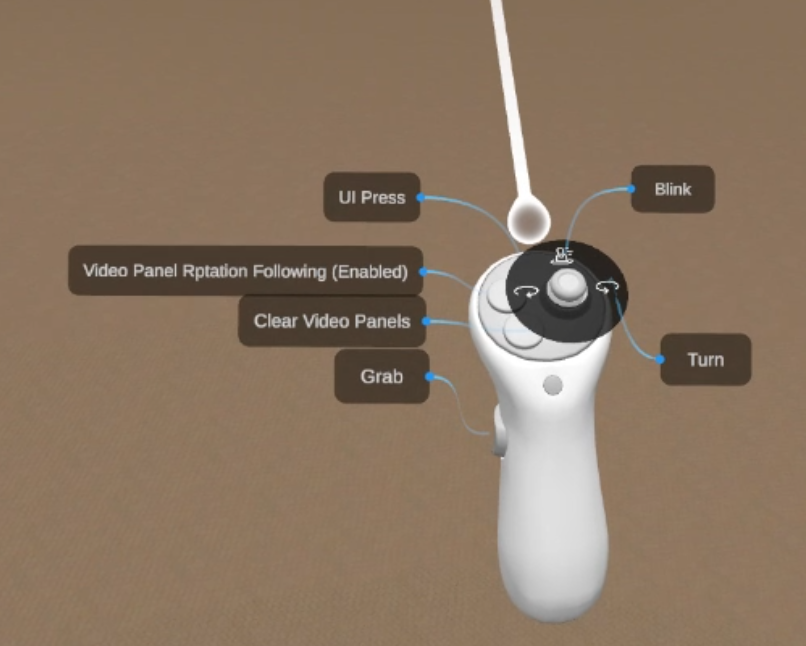 UI Press
Blink
Video Panel Rptation Following (Enabled)
Clear Video Panels
Turn
Grab